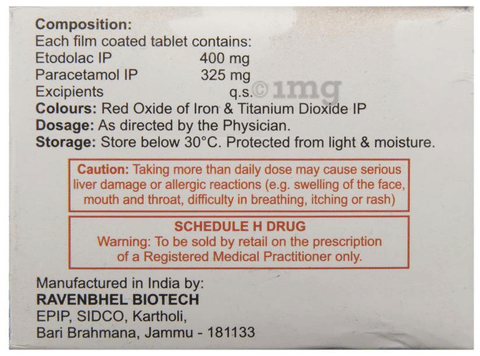 Composition:
Each film coated tablet contains:
Etodolac IP 400 mg
Paracetamol IP 325 mg
Excipients q.s.
©1mg
Colours: Red Oxide of Iron & Titanium Dioxide IP
Dosage: As directed by the Physician.
Storage: Store below 30°C. Protected from light & moisture.
Caution: Taking more than daily dose may cause serious
liver damage or allergic reactions (e.g. swelling of the face,
mouth and throat, difficulty in breathing, itching or rash)
SCHEDULE H DRUG
Warning: To be sold by retail on the prescription
of a Registered Medical Practitioner only.
Manufactured in India by:
RAVENBHEL BIOTECH
EPIP, SIDCO, Kartholi,
Bari Brahmana, Jammu - 181133